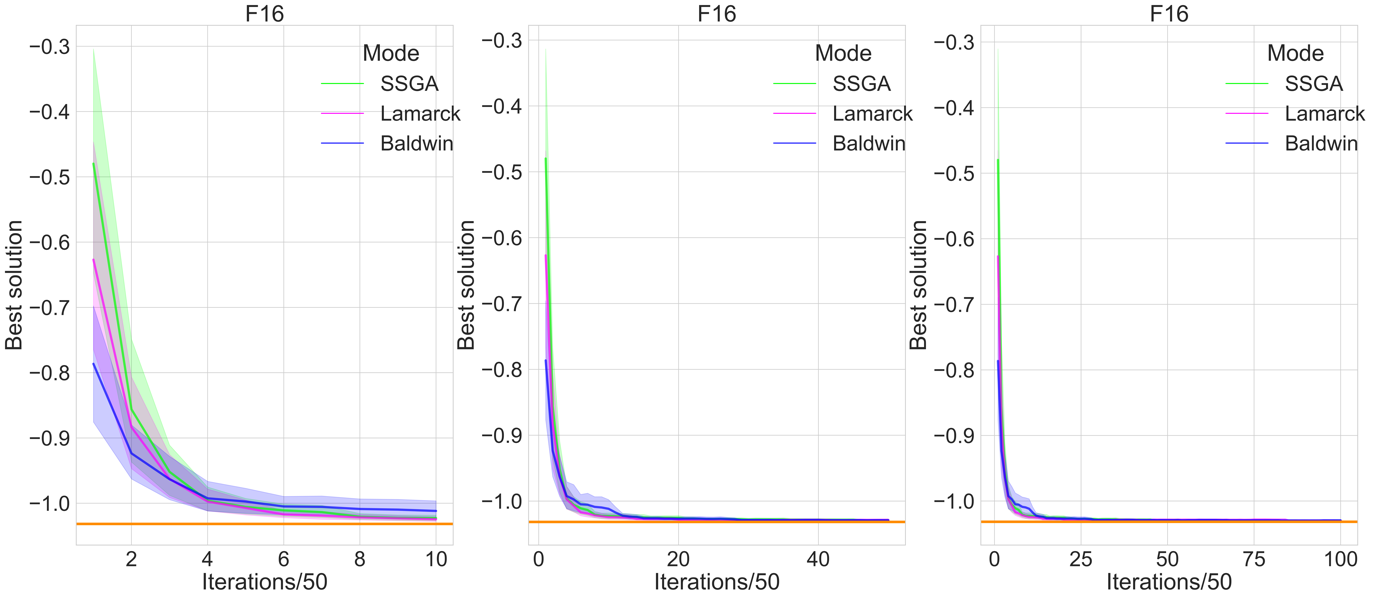 F16
Best solution
−0.3
−0.4
−0.5
−0.6
−0.7
−0.8
−0.9
−1.0
Mode
SSGA
Lamarck
Baldwin
2 4 6 8 10
Iterations/50
F16
Best solution
−0.3
−0.4
−0.5
−0.6
−0.7
−0.8
−0.9
−1.0
Mode
SSGA
Lamarck
Baldwin
0 20 40
Iterations/50
F16
Best solution
−0.3
−0.4
−0.5
−0.6
−0.7
−0.8
−0.9
−1.0
Mode
SSGA
Lamarck
Baldwin
0 25 50 75 100
Iterations/50